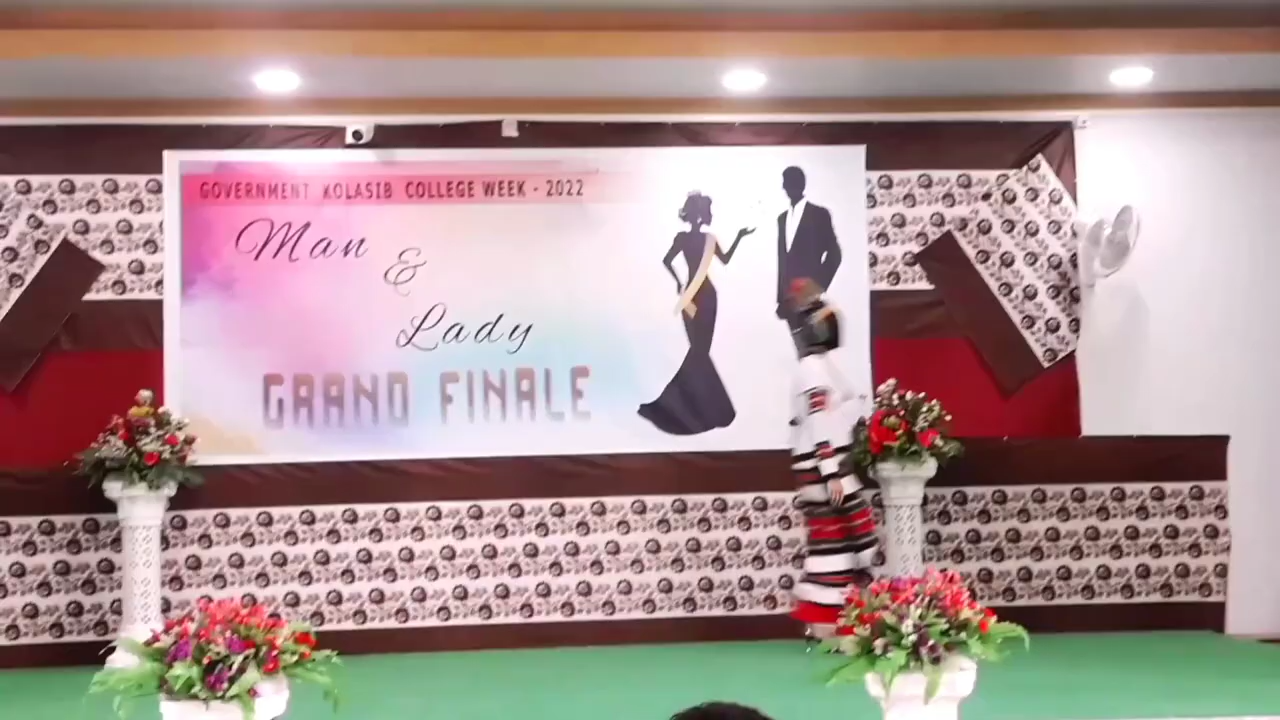 GOVERNMENT KOLASIB COLLEGE WEEK - 2022
Man
&
Lady
GRAND FINALE